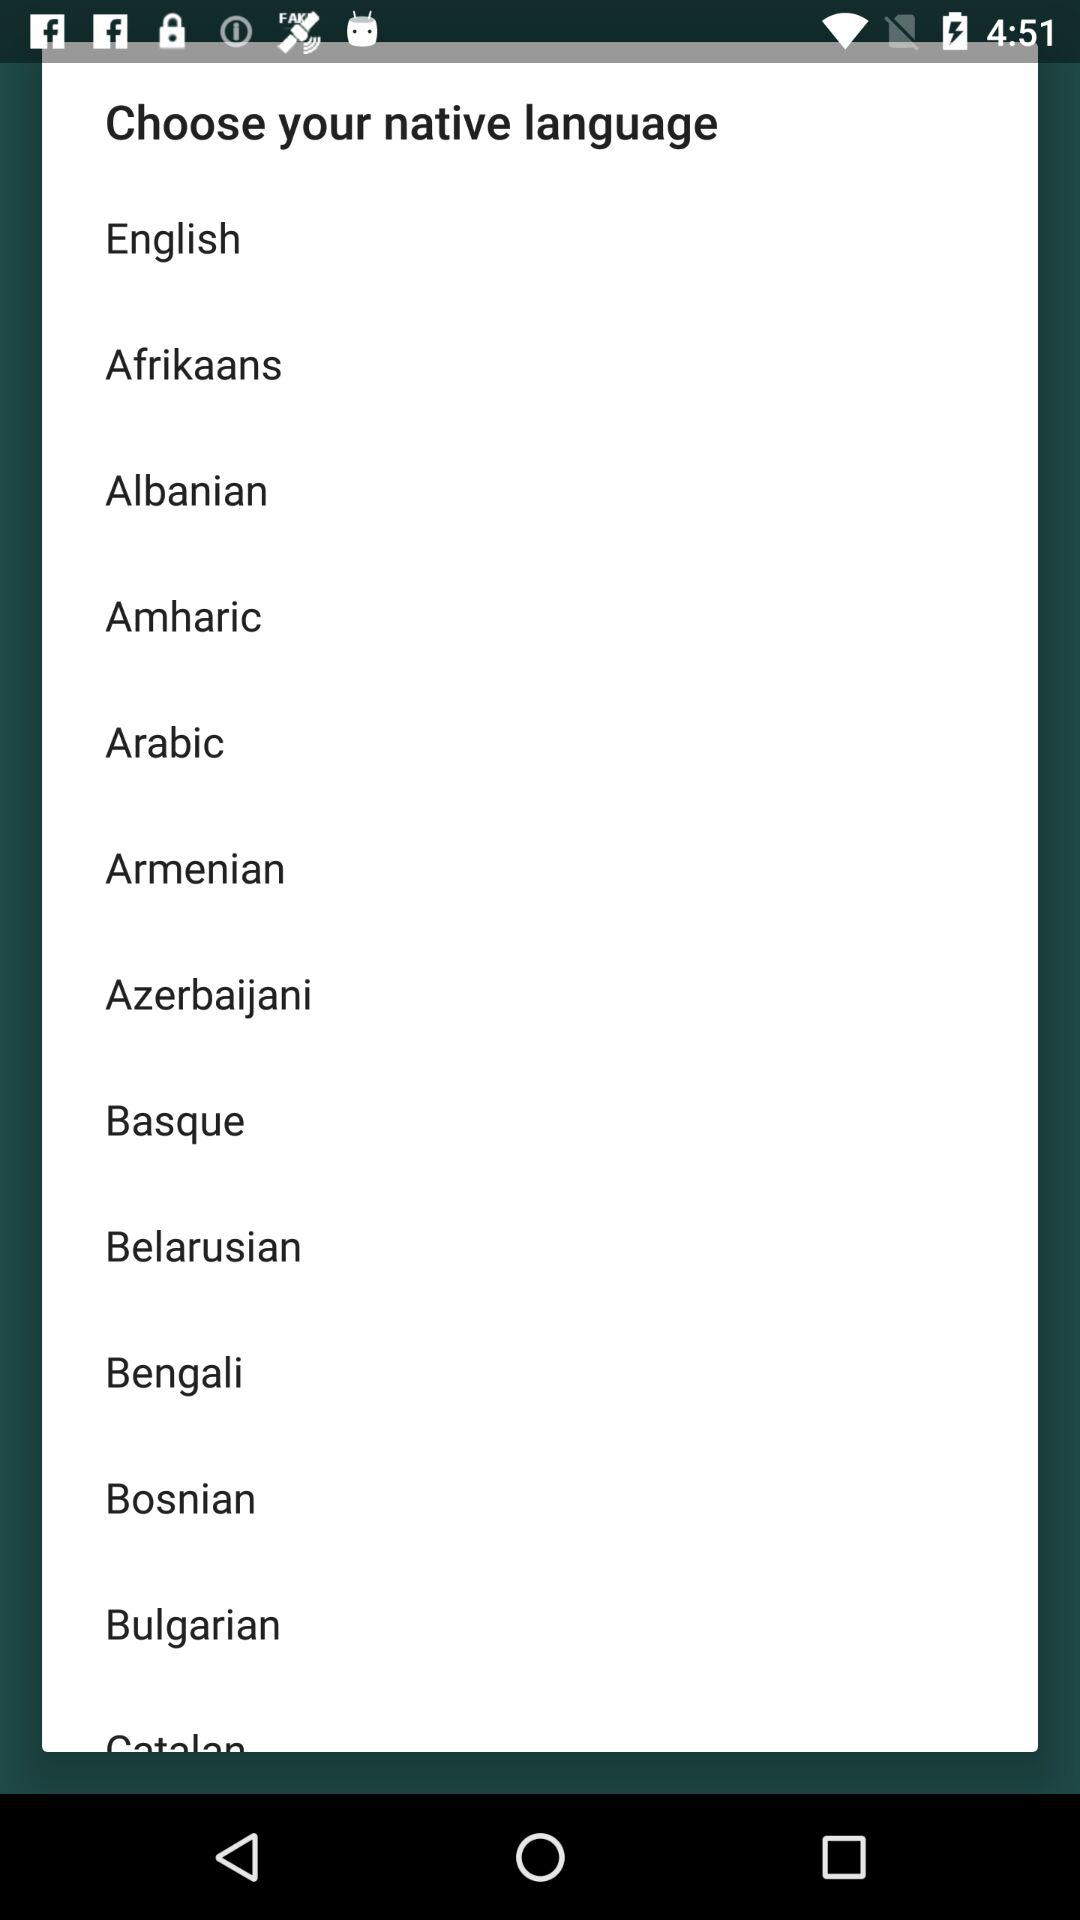 FAKE 4:51
Choose your native language
English
Afrikaans
Albanian
Amharic
Arabic
Armenian
Azerbaijani
Basque
Belarusian
Bengali
Bosnian
Bulgarian
Catalan